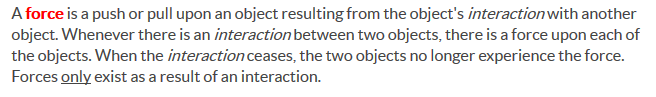 A force is a push or pull upon an object resulting from the object's interaction with another
object. Whenever there is an interaction between two objects, there is a force upon each of
the objects. When the interaction ceases, the two objects no longer experience the force.
Forces only exist as a result of an interaction.